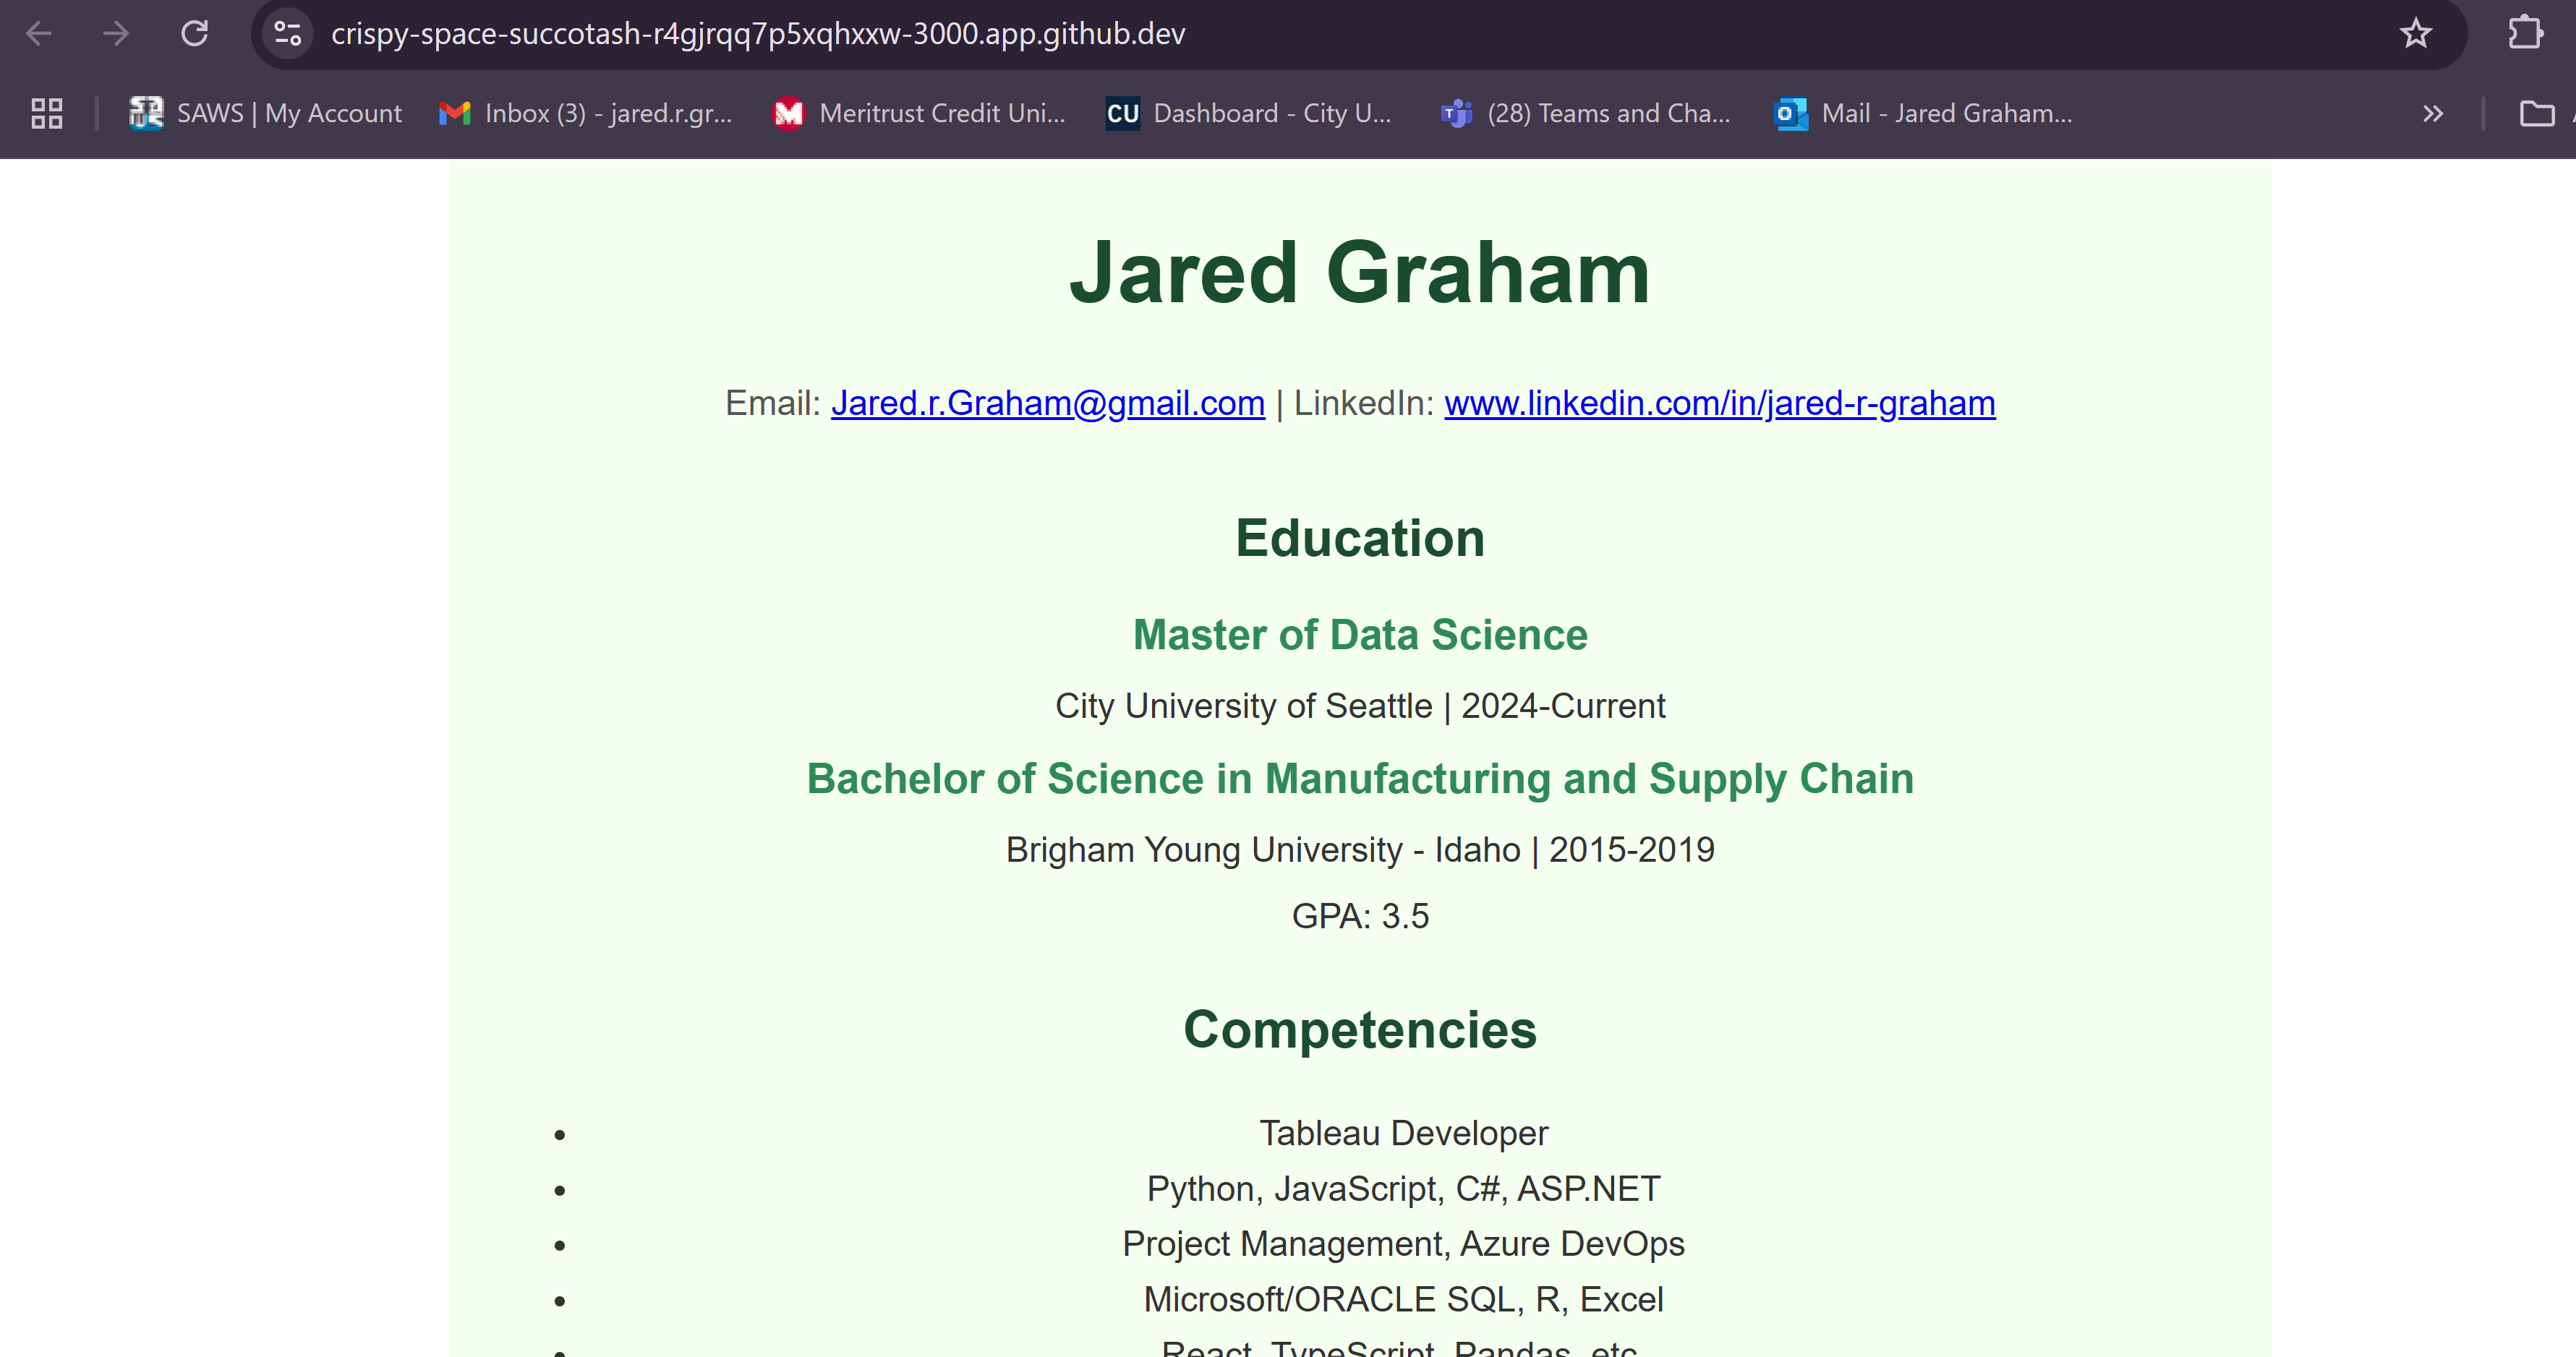 crispy-space-succotash-r4gjrqq7p5xqhxxw-3000.app.github.dev
SAWS | My Account
Inbox (3) - jared.r.gr...
Meritrust Credit Uni...
CU Dashboard - City U...
(28) Teams and Cha...
Mail - Jared Graham...
Jared Graham
Email: Jared.r.Graham@gmail.com | LinkedIn: www.linkedin.com/in/jared-r-graham
Education
Master of Data Science
City University of Seattle | 2024-Current
Bachelor of Science in Manufacturing and Supply Chain
Brigham Young University - Idaho | 2015-2019
GPA: 3.5
Competencies
• Tableau Developer
• Python, JavaScript, C#, ASP.NET
• Project Management, Azure DevOps
• Microsoft/ORACLE SQL, R, Excel
• React, TypeScript, Pandas, etc